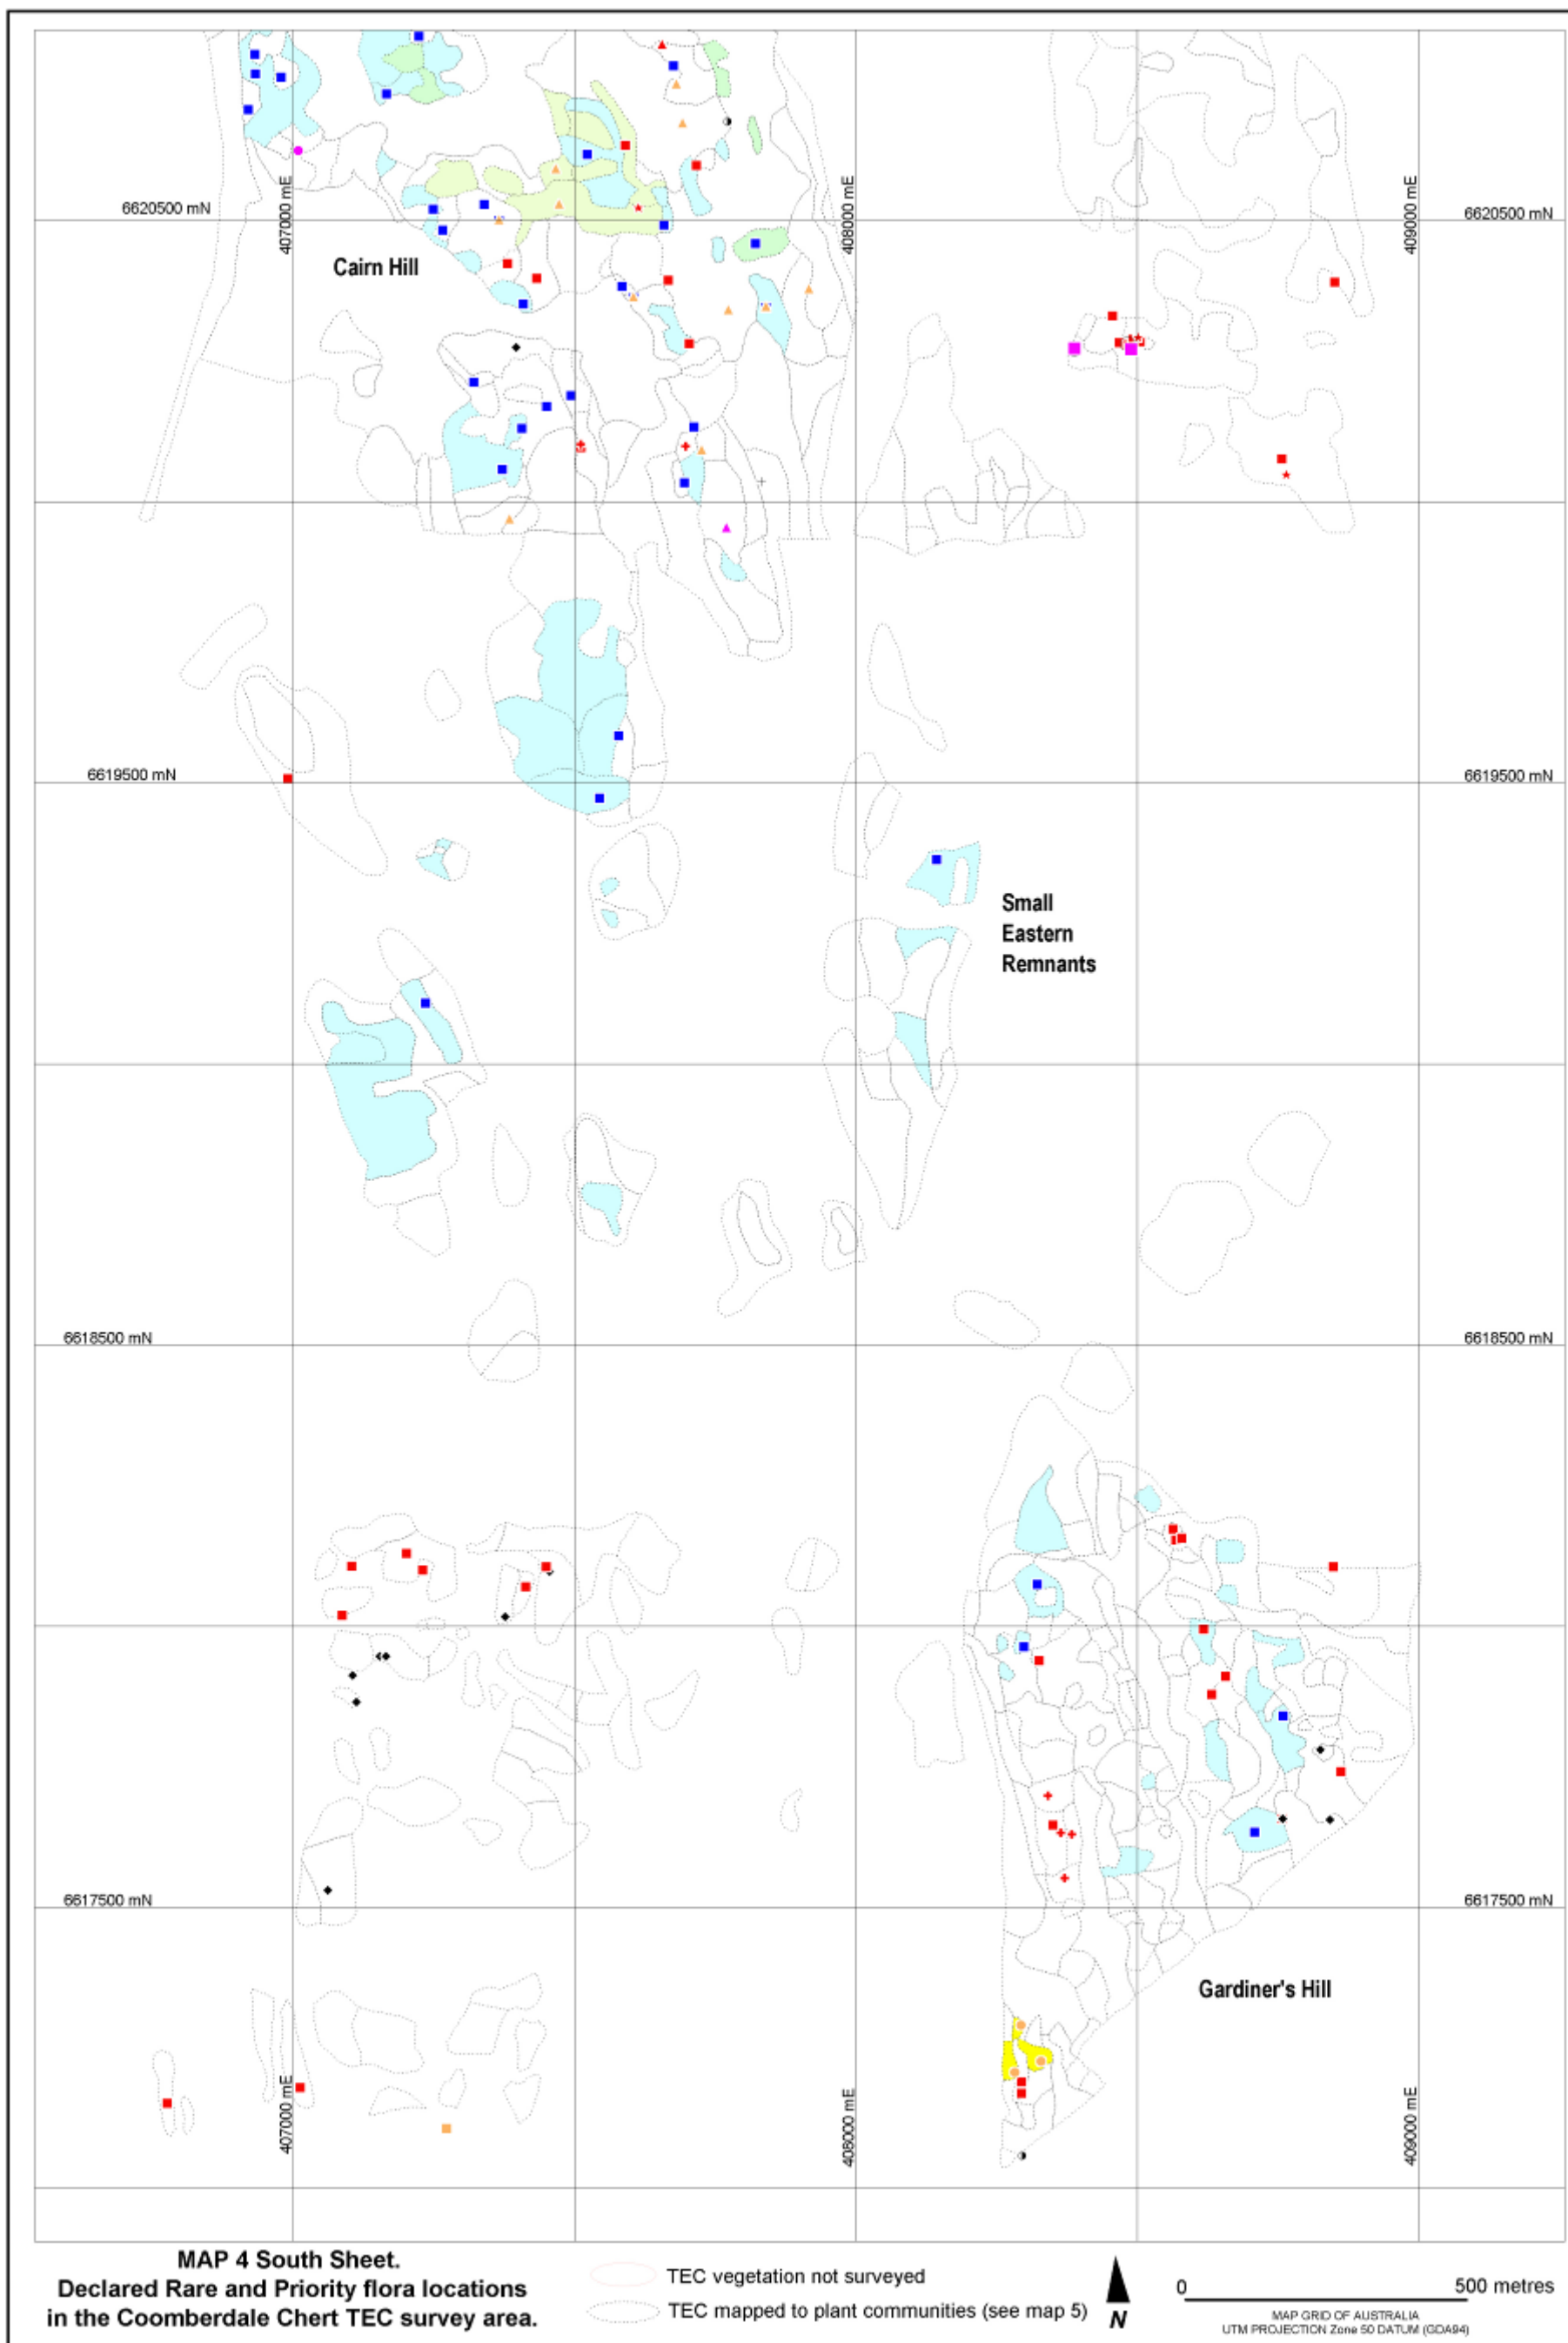 407000 mE
408000 mE
409000 mE
6620500 mN
6620500 mN
Cairn Hill
6619500 mN
6619500 mN
Small
Eastern
Remnants
6618500 mN
6618500 mN
6617500 mN
6617500 mN
Gardiner's Hill
407000 mE
408000 mE
409000 mE
MAP 4 South Sheet.
Declared Rare and Priority flora locations
in the Coomberdale Chert TEC survey area.
TEC vegetation not surveyed
TEC mapped to plant communities (see map 5)
N
0
500 metres
MAP GRID OF AUSTRALIA
UTM PROJECTION Zone 50 DATUM (GDA94)